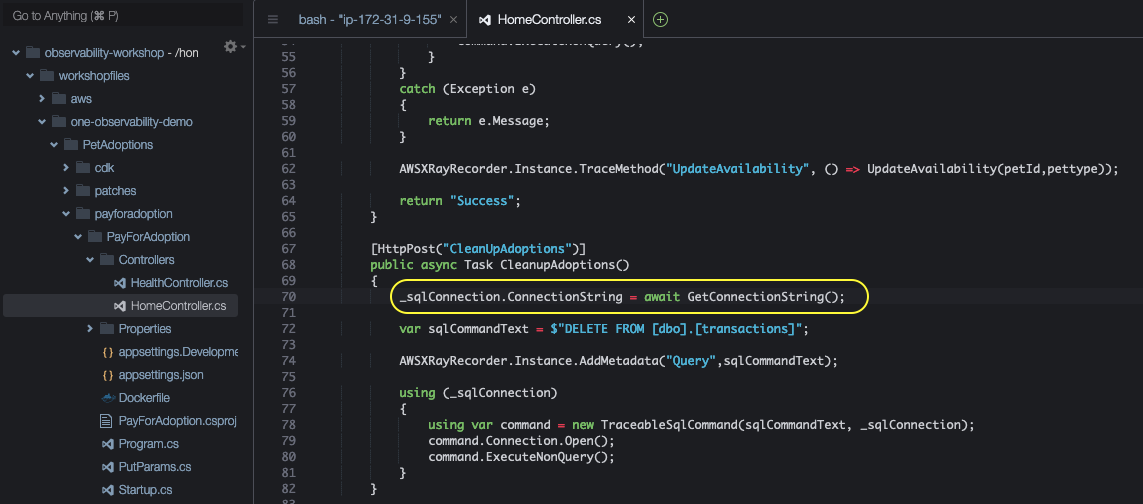 Go to Anything (⌘ P)
observability-workshop - /hon
workshopfiles
aws
one-observability-demo
PetAdoptions
cdk
patches
payforadoption
PayForAdoption
Controllers
HealthController.cs
HomeController.cs
Properties
appsettings.Developme
appsettings.json
Dockerfile
PayForAdoption.csproj
Program.cs
PutParams.cs
Startup.cs
bash - "ip-172-31-9-155" ×
HomeController.cs ×
55 }
56 }
57 catch (Exception e)
58 {
59 return e.Message;
60 }
61
62 AWSXRayRecorder.Instance.TraceMethod("UpdateAvailability", () => UpdateAvailability(petId,pettype));
63
64 return "Success";
65 }
66
67 [HttpPost("CleanUpAdoptions")]
68 public async Task CleanupAdoptions()
69 {
70 _sqlConnection.ConnectionString = await GetConnectionString();
71
72 var sqlCommandText = $"DELETE FROM [dbo].[transactions]";
73
74 AWSXRayRecorder.Instance.AddMetadata("Query",sqlCommandText);
75
76 using (_sqlConnection)
77 {
78 using var command = new TraceableSqlCommand(sqlCommandText, _sqlConnection);
79 command.Connection.Open();
80 command.ExecuteNonQuery();
81 }
82 }